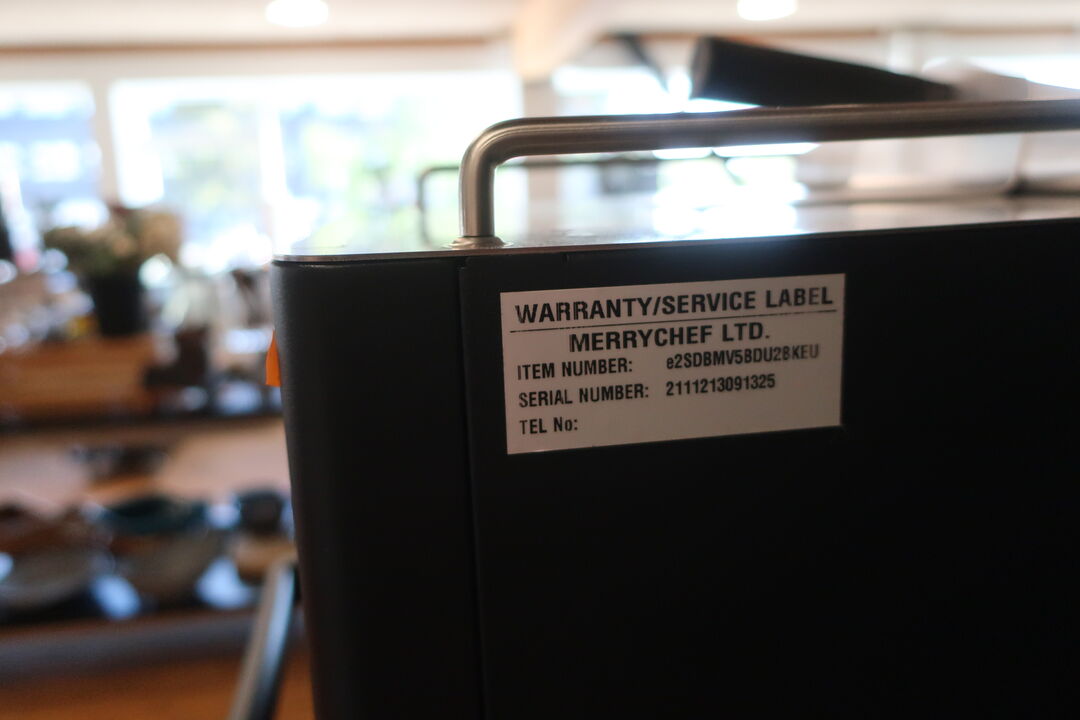 WARRANTY/SERVICE LABEL
MERRYCHEF LTD.
ITEM NUMBER: e2SDBMV5BDU2BKEU
SERIAL NUMBER: 2111213091325
TEL No: